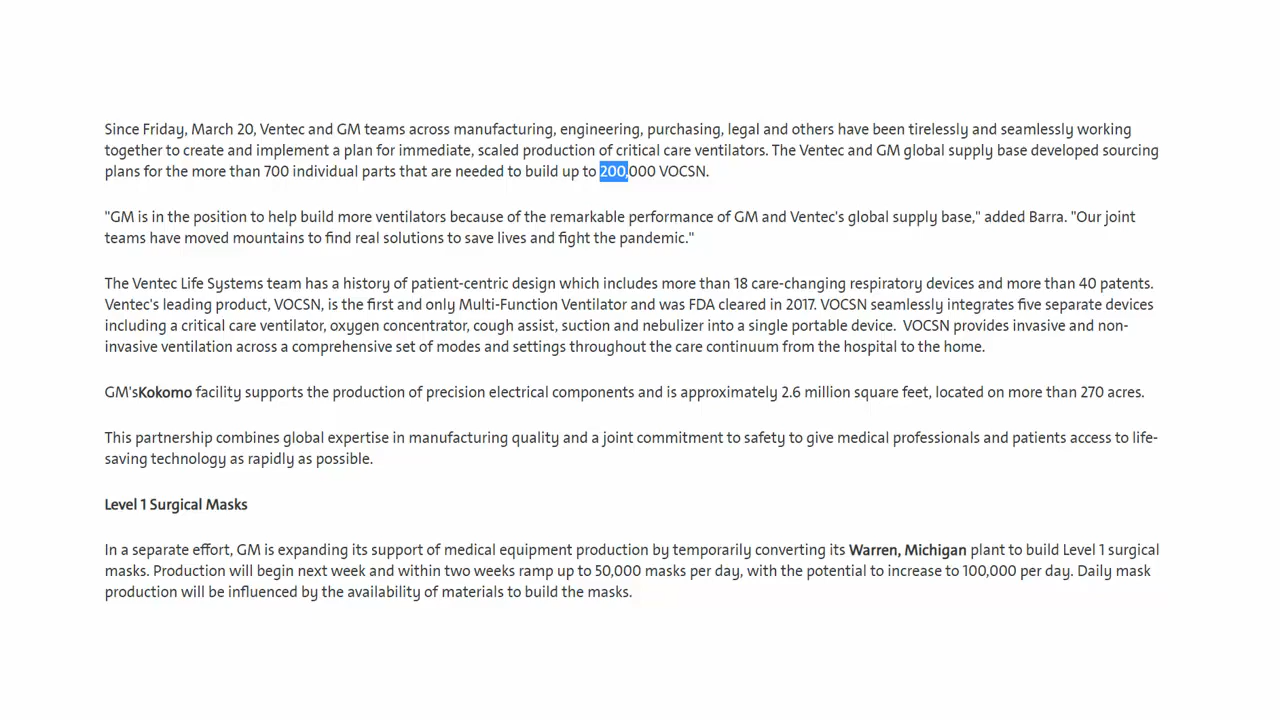 Since Friday, March 20, Ventec and GM teams across manufacturing, engineering, purchasing, legal and others have been tirelessly and seamlessly working
together to create and implement a plan for immediate, scaled production of critical care ventilators. The Ventec and GM global supply base developed sourcing
plans for the more than 700 individual parts that are needed to build up to 200,000 VOCSN.
"GM is in the position to help build more ventilators because of the remarkable performance of GM and Ventec's global supply base," added Barra. "Our joint
teams have moved mountains to find real solutions to save lives and fight the pandemic."
The Ventec Life Systems team has a history of patient-centric design which includes more than 18 care-changing respiratory devices and more than 40 patents.
Ventec's leading product, VOCSN, is the first and only Multi-Function Ventilator and was FDA cleared in 2017. VOCSN seamlessly integrates five separate devices
including a critical care ventilator, oxygen concentrator, cough assist, suction and nebulizer into a single portable device.  VOCSN provides invasive and non-
invasive ventilation across a comprehensive set of modes and settings throughout the care continuum from the hospital to the home.
GM'sKokomo facility supports the production of precision electrical components and is approximately 2.6 million square feet, located on more than 270 acres.
This partnership combines global expertise in manufacturing quality and a joint commitment to safety to give medical professionals and patients access to life-
saving technology as rapidly as possible.
Level 1 Surgical Masks
In a separate effort, GM is expanding its support of medical equipment production by temporarily converting its Warren, Michigan plant to build Level 1 surgical
masks. Production will begin next week and within two weeks ramp up to 50,000 masks per day, with the potential to increase to 100,000 per day. Daily mask
production will be influenced by the availability of materials to build the masks.